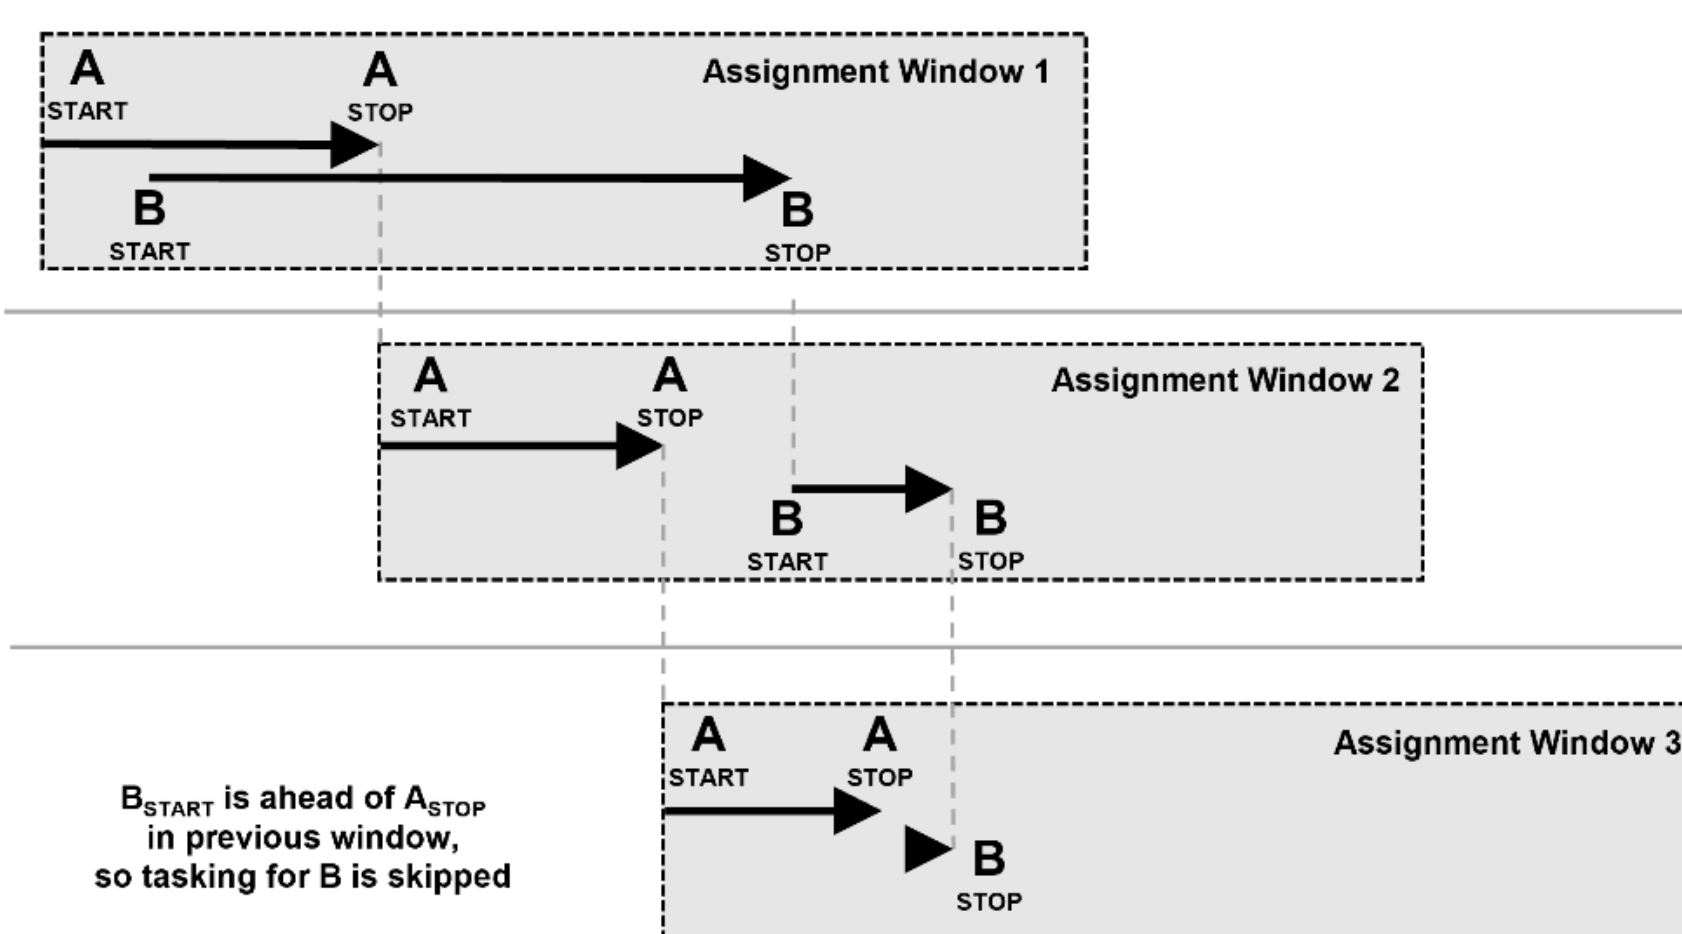 A A Assignment Window 1
START STOP
B B
START STOP
A A Assignment Window 2
START STOP
B B
START STOP
A A Assignment Window 3
START STOP
BSTART is ahead of ASTOP
in previous window,
so tasking for B is skipped
B
STOP